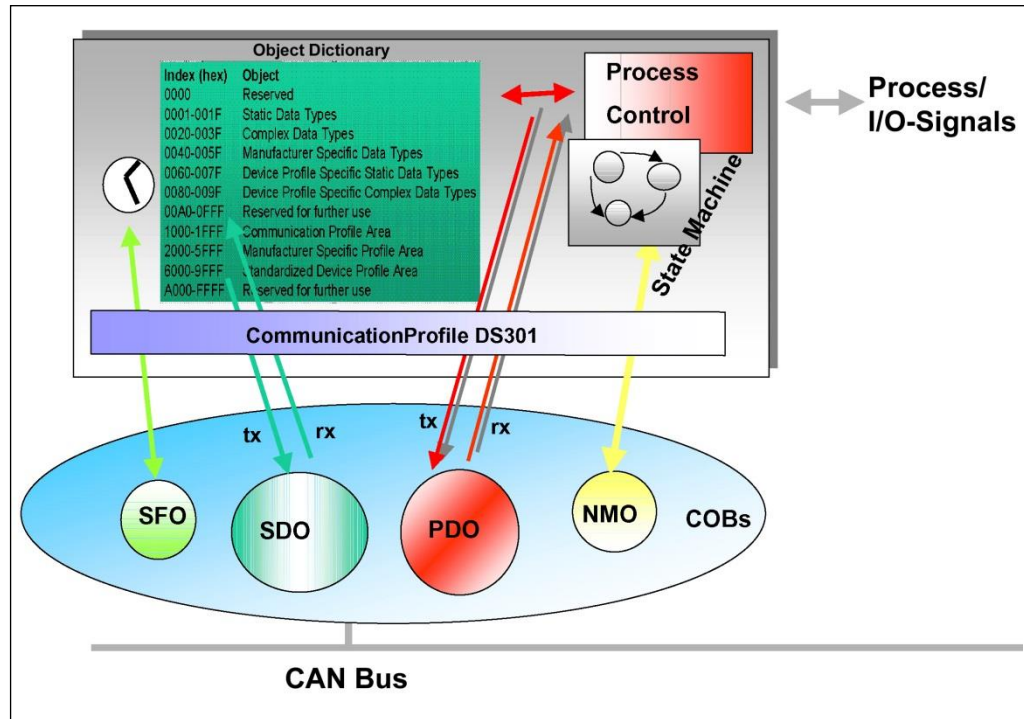 Object Dictionary
Index (hex) Object
0000 Reserved
0001-001F Static Data Types
0020-003F Complex Data Types
0040-005F Manufacturer Specific Data Types
0060-007F Device Profile Specific Static Data Types
0080-009F Device Profile Specific Complex Data Types
00A0-0FFF Reserved for further use
1000-1FFF Communication Profile Area
2000-5FFF Manufacturer Specific Profile Area
6000-9FFF Standardized Device Profile Area
A000-FFFF Reserved for further use
Process
Control
State Machine
Process/
I/O-Signals
CommunicationProfile DS301
tx rx tx rx
SFO SDO PDO NMO COBs
CAN Bus